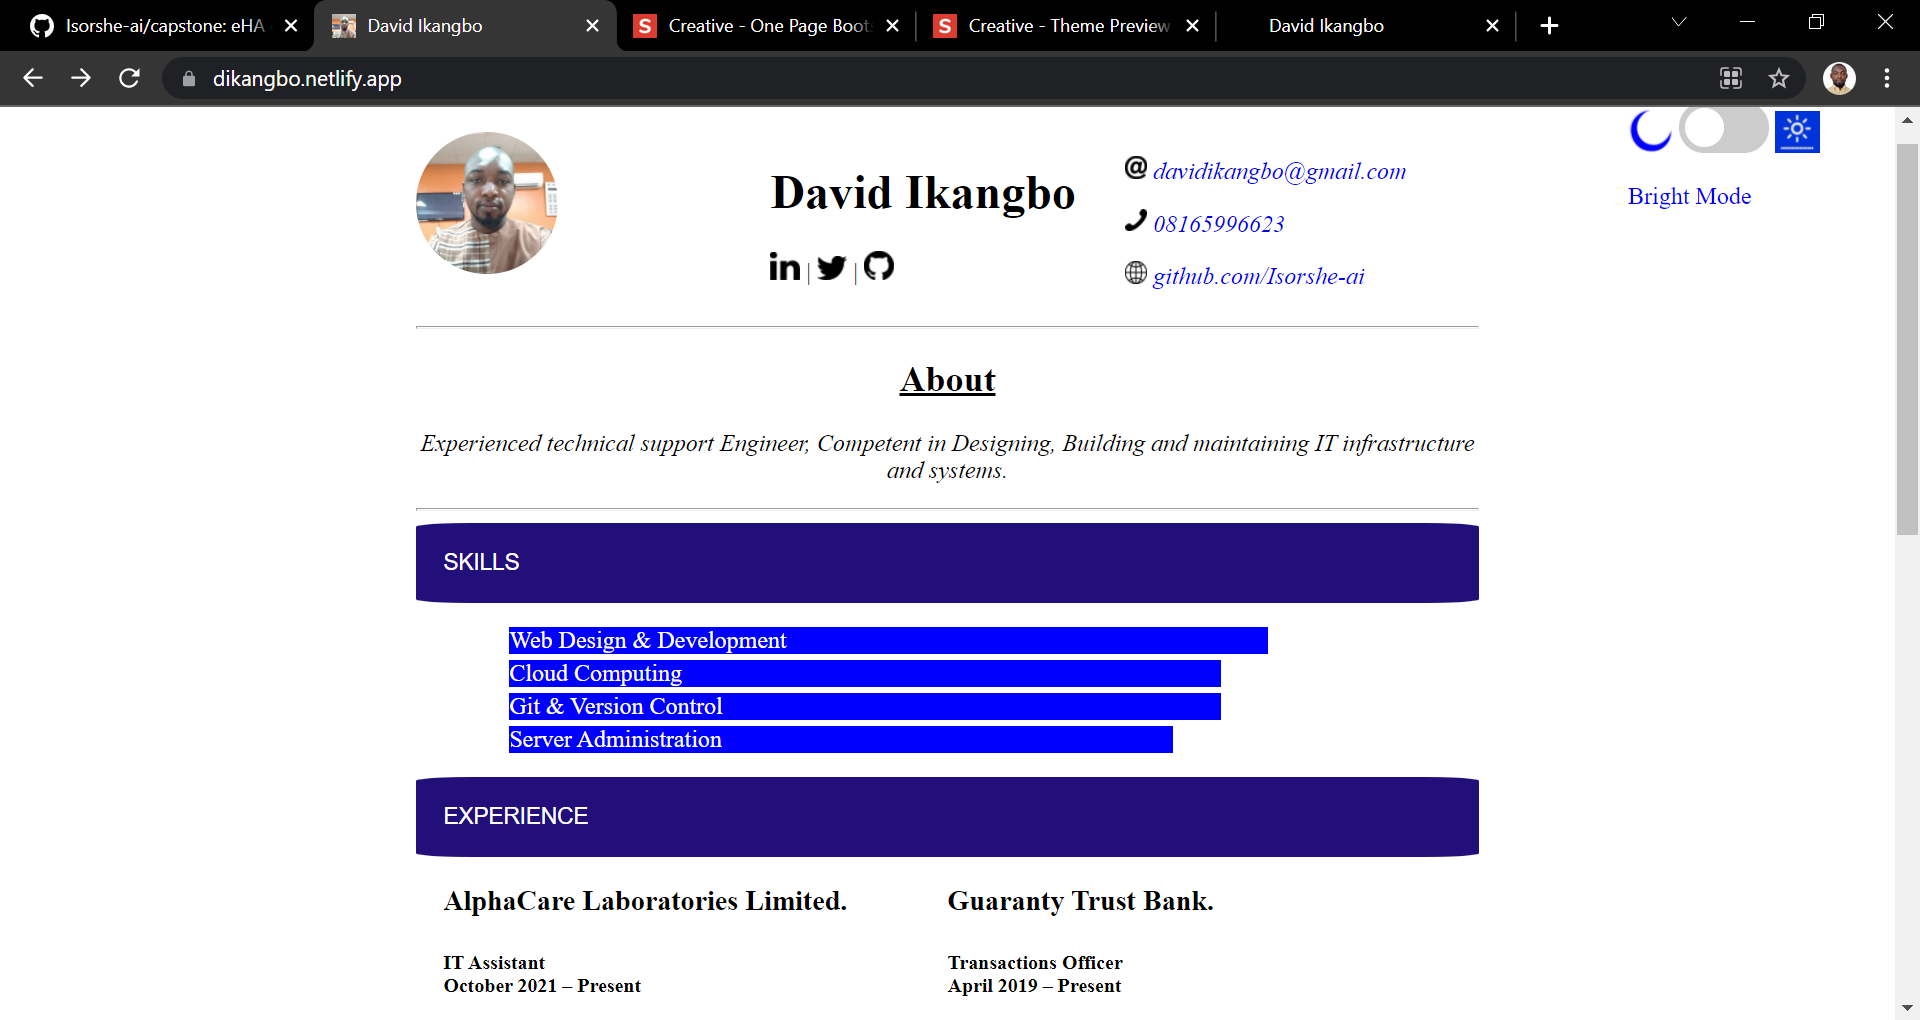 Isorshe-ai/capstone: eHA
David Ikangbo
Creative - One Page Boots
Creative - Theme Preview
David Ikangbo
dikangbo.netlify.app
David Ikangbo
in | |
@ davidikangbo@gmail.com
08165996623
github.com/Isorshe-ai
Bright Mode
About
Experienced technical support Engineer, Competent in Designing, Building and maintaining IT infrastructure
and systems.
SKILLS
Web Design & Development
Cloud Computing
Git & Version Control
Server Administration
EXPERIENCE
AlphaCare Laboratories Limited.
IT Assistant
October 2021 – Present
Guaranty Trust Bank.
Transactions Officer
April 2019 – Present